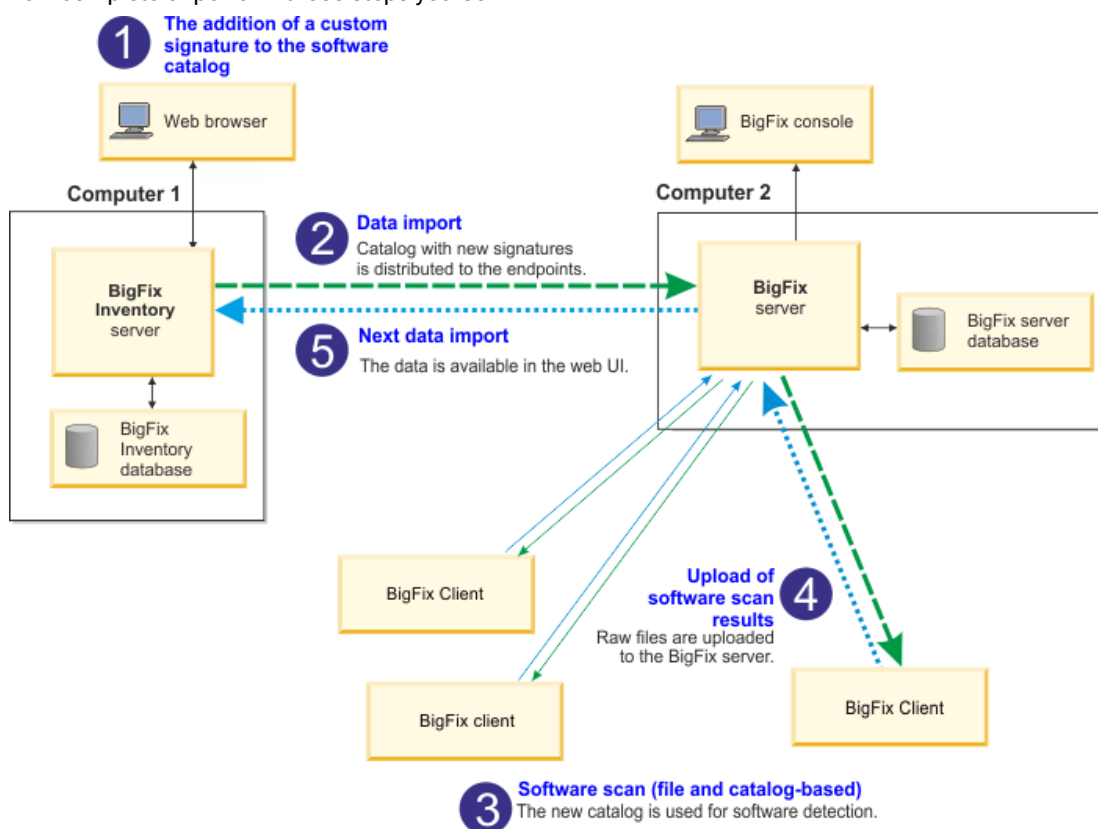 1
The addition of a custom
signature to the software
catalog
Web browser
BigFix console
Computer 1
Computer 2
2
Data import
Catalog with new signatures
is distributed to the endpoints.
BigFix
Inventory
server
BigFix
server
BigFix server
database
5
Next data import
The data is available in the web UI.
BigFix
Inventory
database
BigFix Client
Upload of
software scan
results
4
Raw files are uploaded
to the BigFix server.
BigFix client
BigFix Client
3
Software scan (file and catalog-based)
The new catalog is used for software detection.